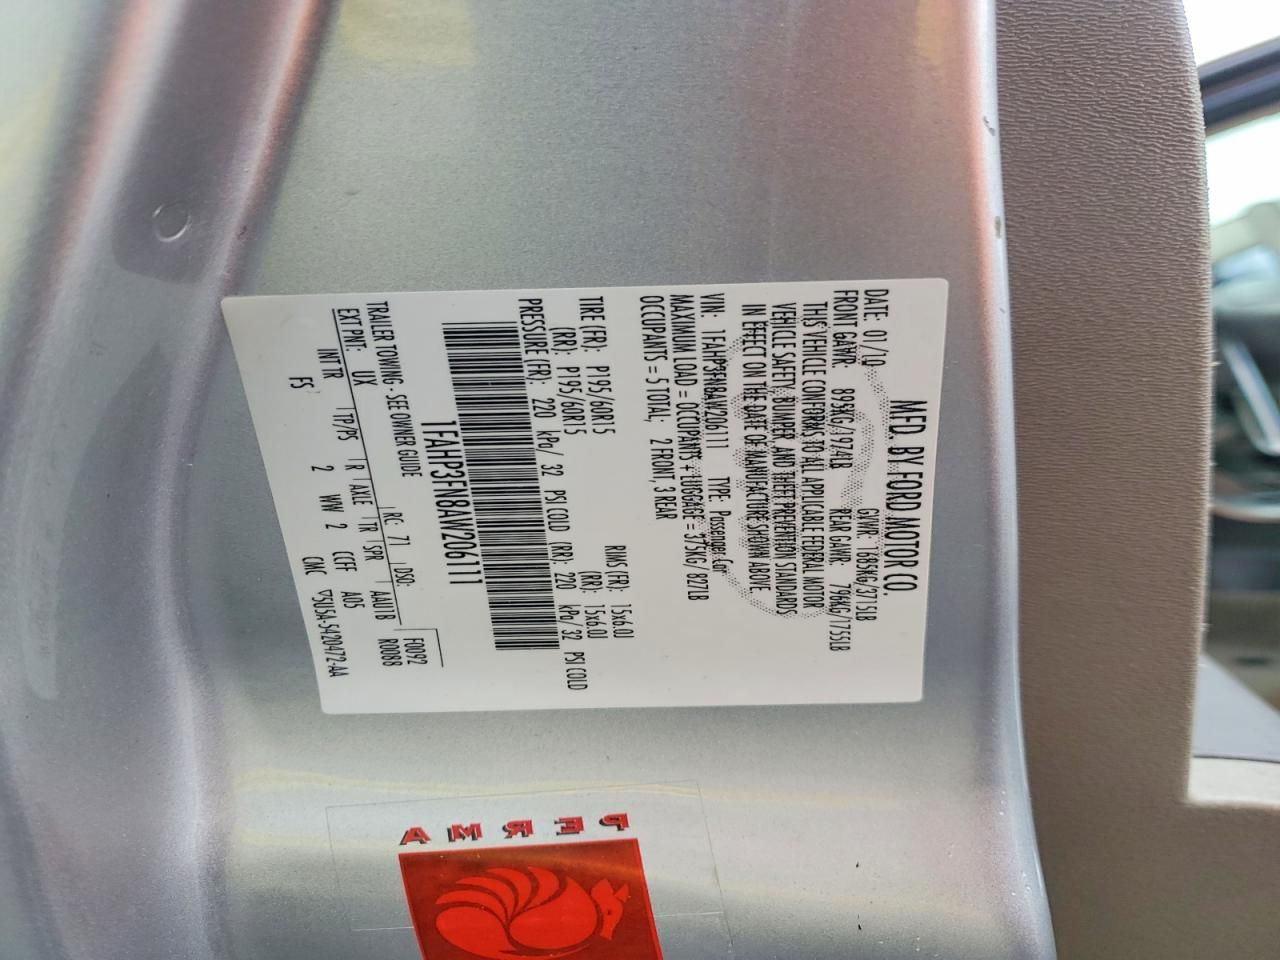 MFD. BY FORD MOTOR CO.
DATE: 01/10 GVWR: 1685KG/3715LB
FRONT GAWR: 899KG/1974LB REAR GAWR: 796KG/1755LB
THIS VEHICLE CONFORMS TO ALL APPLICABLE FEDERAL MOTOR
VEHICLE SAFETY, BUMPER, AND THEFT PREVENTION STANDARDS
IN EFFECT ON THE DATE OF MANUFACTURE SHOWN ABOVE.
VIN: 1FAHP3FN8AW206111 TYPE: Passenger Car
MAXIMUM LOAD = OCCUPANTS + LUGGAGE = 375KG/827LB
OCCUPANTS = 5 TOTAL; 2 FRONT, 3 REAR
TIRE (FR): P195/60R15 RIMS (FR): 15x6.0J
(RR): P195/60R15 (RR): 15x6.0J
PRESSURE (FR): 220 kPa/ 32 PSI COLD (RR): 220 kPa/ 32 PSI COLD
1FAHP3FN8AW206111
F0092
TRAILER TOWING - SEE OWNER GUIDE RC: 71 DSO: R0088
EXT PNT: UX AAU1B
INT TR TP/PS R AXLE TR SPR
FS 2 WW 2 CCFF A05
▽5U5A-5420472-AA
PERMA